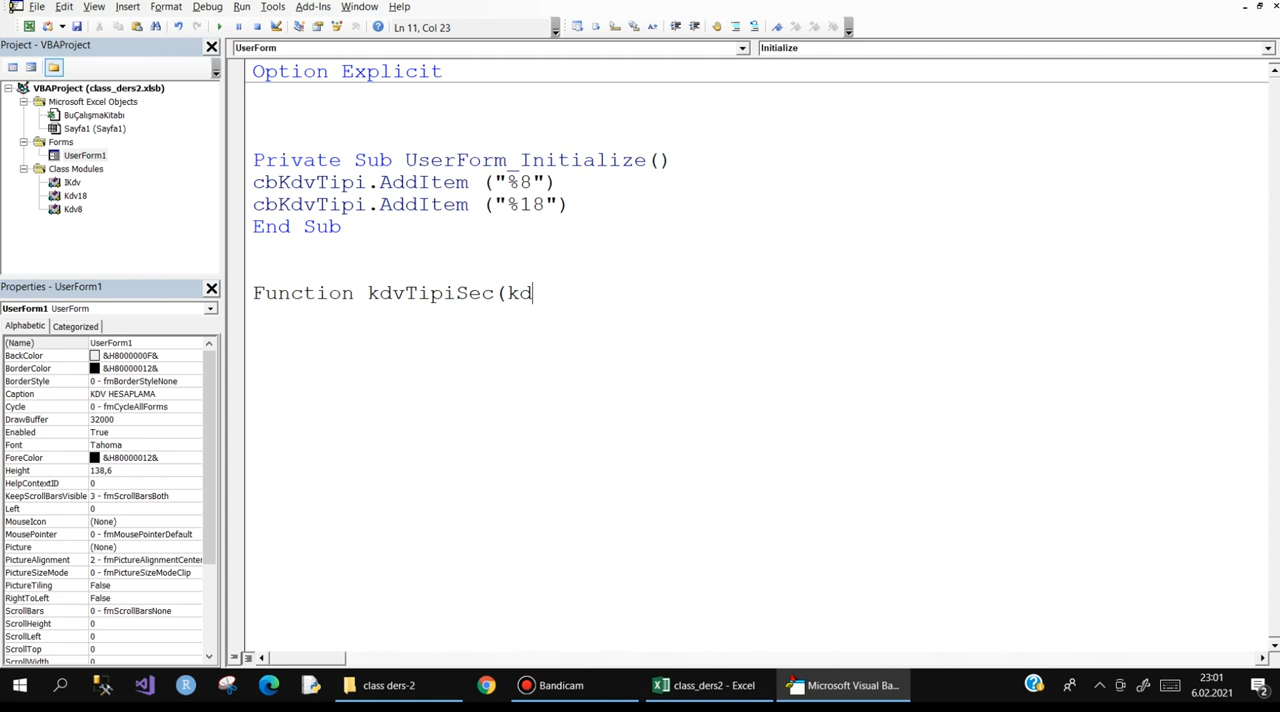 File Edit View Insert Format Debug Run Tools Add-Ins Window Help
Ln 11, Col 23
Project - VBAProject
VBAProject (class_ders2.xlsb)
Microsoft Excel Objects
BuÇalışmaKitabı
Sayfa1 (Sayfa1)
Forms
UserForm1
Class Modules
IKdv
Kdv18
Kdv8
Properties - UserForm1
UserForm1 UserForm
Alphabetic Categorized
(Name) UserForm1
BackColor &H8000000F&
BorderColor &H80000012&
BorderStyle 0 - fmBorderStyleNone
Caption KDV HESAPLAMA
Cycle 0 - fmCycleAllForms
DrawBuffer 32000
Enabled True
Font Tahoma
ForeColor &H80000012&
Height 138,6
HelpContextID 0
KeepScrollBarsVisible 3 - fmScrollBarsBoth
Left 0
MouseIcon (None)
MousePointer 0 - fmMousePointerDefault
Picture (None)
PictureAlignment 2 - fmPictureAlignmentCenter
PictureSizeMode 0 - fmPictureSizeModeClip
PictureTiling False
RightToLeft False
ScrollBars 0 - fmScrollBarsNone
ScrollHeight 0
ScrollLeft 0
ScrollTop 0
ScrollWidth 0
UserForm Initialize
Option Explicit
Private Sub UserForm_Initialize()
cbKdvTipi.AddItem ("%8")
cbKdvTipi.AddItem ("%18")
End Sub
Function kdvTipiSec(kd
class ders-2
Bandicam
class_ders2 - Excel
Microsoft Visual Ba...
23:01
6.02.2021
2